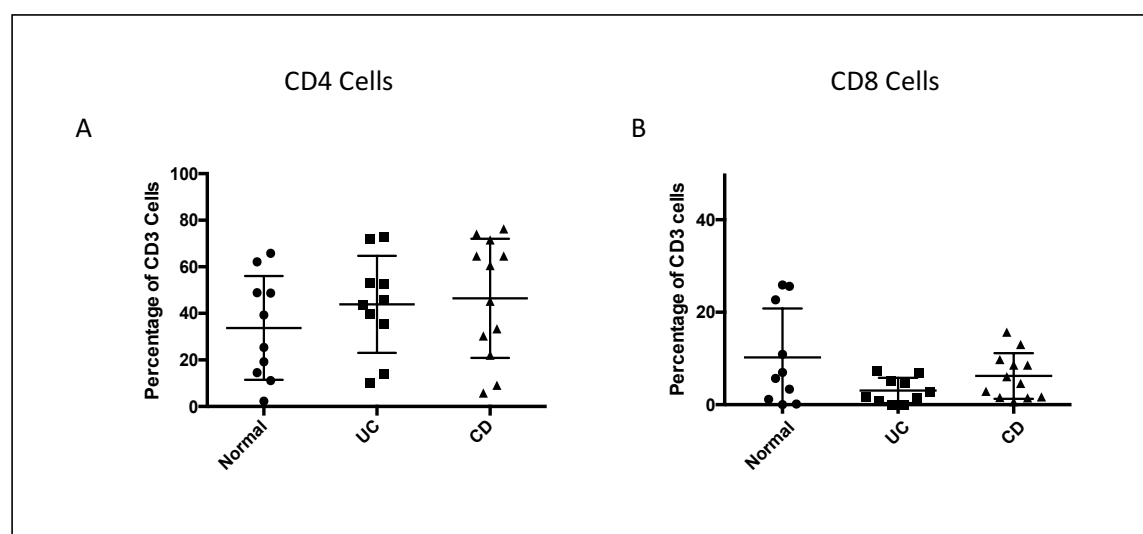 CD4 Cells
CD8 Cells
A
B
Percentage of CD3 Cells
100
80
60
40
20
0
Normal
UC
CD
Percentage of CD3 cells
40
20
0
Normal
UC
CD